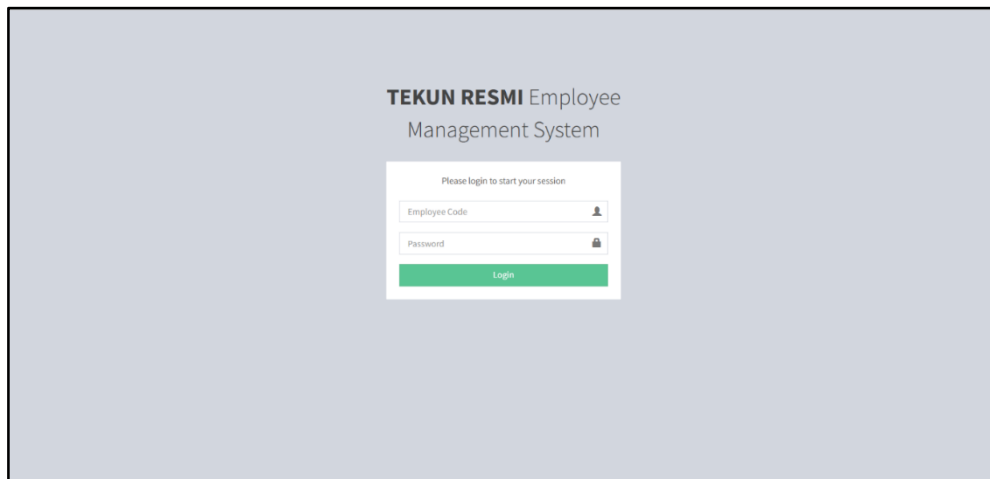 TEKUN RESMI Employee
Management System
Please login to start your session
Employee Code
Password
Login